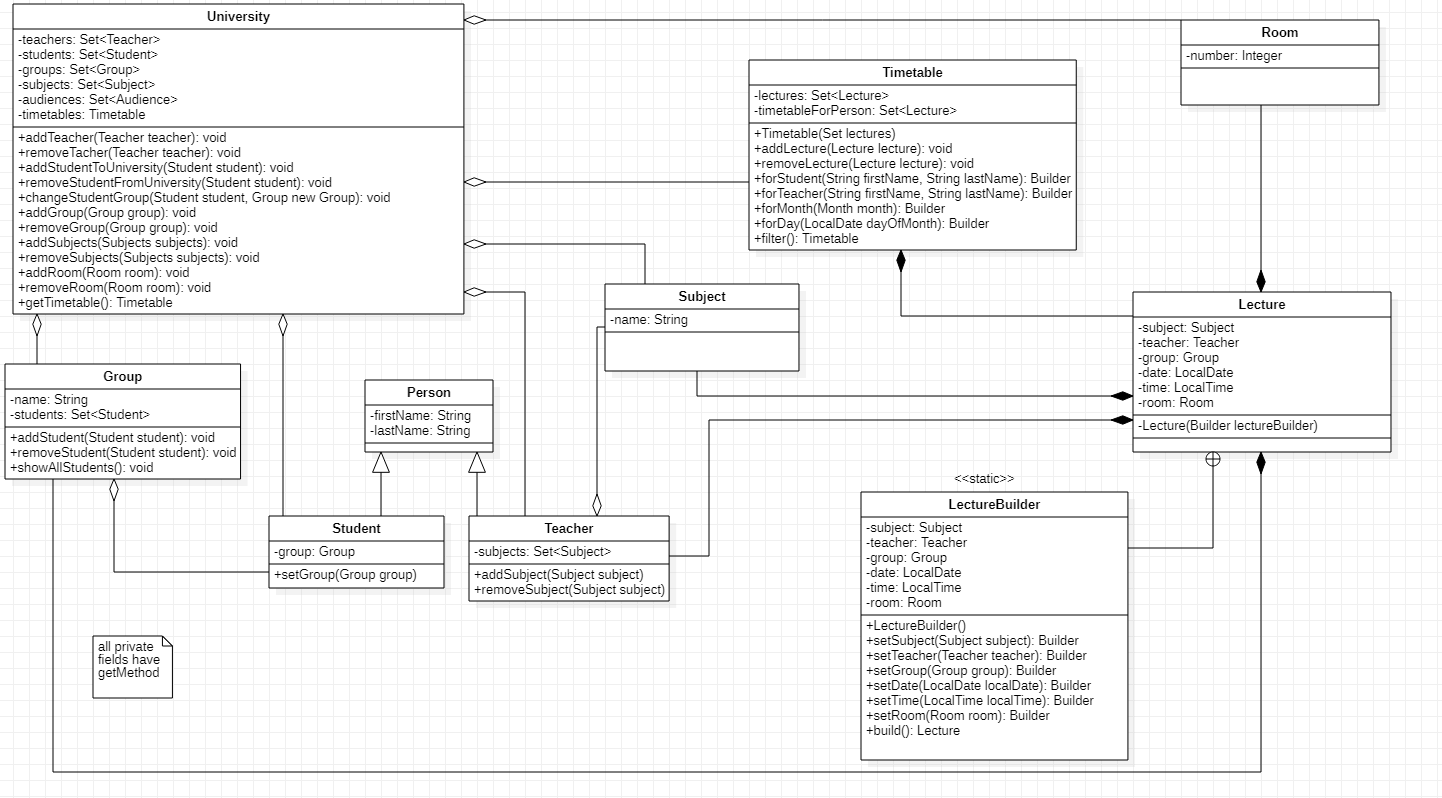 University
-teachers: Set<Teacher>
-students: Set<Student>
-groups: Set<Group>
-subjects: Set<Subject>
-audiences: Set<Audience>
-timetables: Timetable
+addTeacher(Teacher teacher): void
+removeTacher(Teacher teacher): void
+addStudentToUniversity(Student student): void
+removeStudentFromUniversity(Student student): void
+changeStudentGroup(Student student, Group new Group): void
+addGroup(Group group): void
+removeGroup(Group group): void
+addSubjects(Subjects subjects): void
+removeSubjects(Subjects subjects): void
+addRoom(Room room): void
+removeRoom(Room room): void
+getTimetable(): Timetable
Room
-number: Integer
Timetable
-lectures: Set<Lecture>
-timetableForPerson: Set<Lecture>
+Timetable(Set lectures)
+addLecture(Lecture lecture): void
+removeLecture(Lecture lecture): void
+forStudent(String firstName, String lastName): Builder
+forTeacher(String firstName, String lastName): Builder
+forMonth(Month month): Builder
+forDay(LocalDate dayOfMonth): Builder
+filter(): Timetable
Subject
-name: String
Lecture
-subject: Subject
-teacher: Teacher
-group: Group
-date: LocalDate
-time: LocalTime
-room: Room
-Lecture(Builder lectureBuilder)
Group
-name: String
-students: Set<Student>
+addStudent(Student student): void
+removeStudent(Student student): void
+showAllStudents(): void
Person
-firstName: String
-lastName: String
Student
-group: Group
+setGroup(Group group)
Teacher
-subjects: Set<Subject>
+addSubject(Subject subject)
+removeSubject(Subject subject)
<<static>>
LectureBuilder
-subject: Subject
-teacher: Teacher
-group: Group
-date: LocalDate
-time: LocalTime
-room: Room
+LectureBuilder()
+setSubject(Subject subject): Builder
+setTeacher(Teacher teacher): Builder
+setGroup(Group group): Builder
+setDate(LocalDate localDate): Builder
+setTime(LocalTime localTime): Builder
+setRoom(Room room): Builder
+build(): Lecture
all private
fields have
getMethod